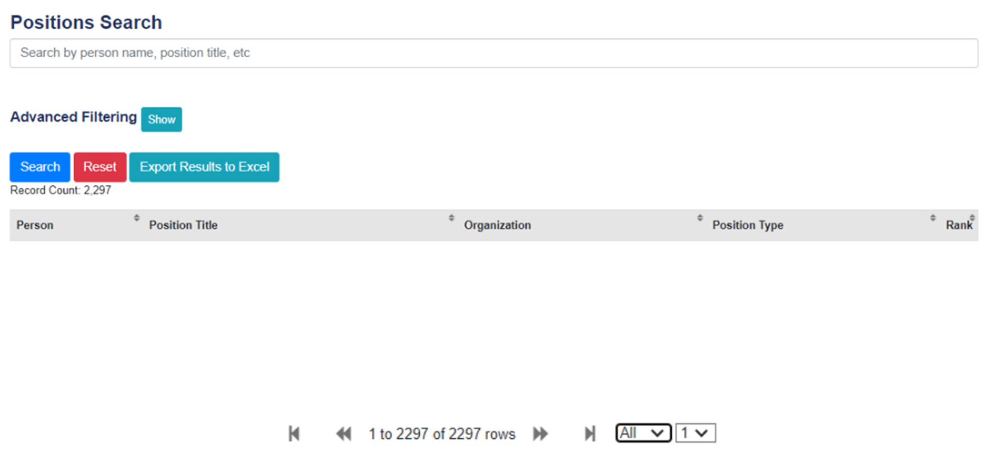 Positions Search
Search by person name, position title, etc
Advanced Filtering Show
Search Reset Export Results to Excel
Record Count: 2,297
Person Position Title Organization Position Type Rank
1 to 2297 of 2297 rows All 1